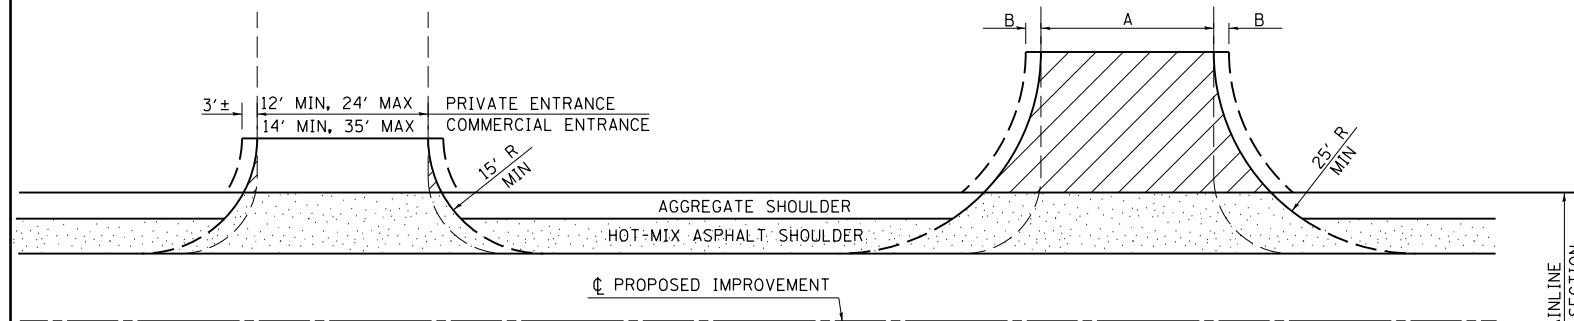 B A B
3'± 12' MIN, 24' MAX PRIVATE ENTRANCE
14' MIN, 35' MAX COMMERCIAL ENTRANCE
15' R
MIN
25' R
MIN
AGGREGATE SHOULDER
HOT-MIX ASPHALT SHOULDER
℄ PROPOSED IMPROVEMENT
SECTION